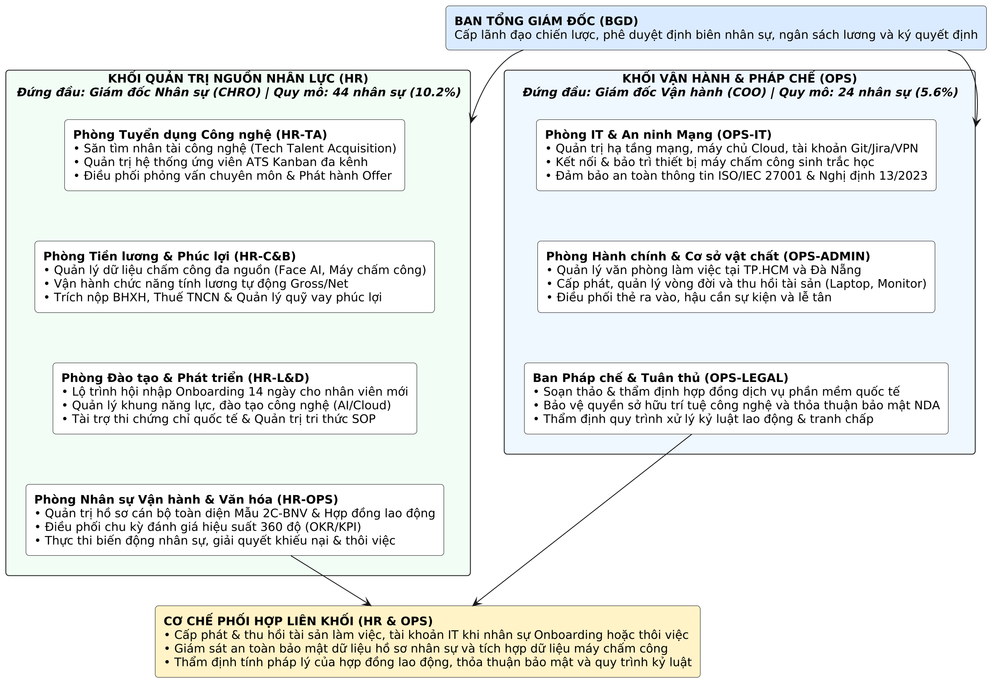 BAN TỔNG GIÁM ĐỐC (BGD)
Cấp lãnh đạo chiến lược, phê duyệt định biên nhân sự, ngân sách lương và ký quyết định
KHỐI QUẢN TRỊ NGUỒN NHÂN LỰC (HR)
Đứng đầu: Giám đốc Nhân sự (CHRO) | Quy mô: 44 nhân sự (10.2%)
Phòng Tuyển dụng Công nghệ (HR-TA)
• Săn tìm nhân tài công nghệ (Tech Talent Acquisition)
• Quản trị hệ thống ứng viên ATS Kanban đa kênh
• Điều phối phỏng vấn chuyên môn & Phát hành Offer
Phòng Tiền lương & Phúc lợi (HR-C&B)
• Quản lý dữ liệu chấm công đa nguồn (Face AI, Máy chấm công)
• Vận hành chức năng tính lương tự động Gross/Net
• Trích nộp BHXH, Thuế TNCN & Quản lý quỹ vay phúc lợi
Phòng Đào tạo & Phát triển (HR-L&D)
• Lộ trình hội nhập Onboarding 14 ngày cho nhân viên mới
• Quản lý khung năng lực, đào tạo công nghệ (AI/Cloud)
• Tài trợ thi chứng chỉ quốc tế & Quản trị tri thức SOP
Phòng Nhân sự Vận hành & Văn hóa (HR-OPS)
• Quản trị hồ sơ cán bộ toàn diện Mẫu 2C-BNV & Hợp đồng lao động
• Điều phối chu kỳ đánh giá hiệu suất 360 độ (OKR/KPI)
• Thực thi biến động nhân sự, giải quyết khiếu nại & thôi việc
KHỐI VẬN HÀNH & PHÁP CHẾ (OPS)
Đứng đầu: Giám đốc Vận hành (COO) | Quy mô: 24 nhân sự (5.6%)
Phòng IT & An ninh Mạng (OPS-IT)
• Quản trị hạ tầng mạng, máy chủ Cloud, tài khoản Git/Jira/VPN
• Kết nối & bảo trì thiết bị máy chấm công sinh trắc học
• Đảm bảo an toàn thông tin ISO/IEC 27001 & Nghị định 13/2023
Phòng Hành chính & Cơ sở vật chất (OPS-ADMIN)
• Quản lý văn phòng làm việc tại TP.HCM và Đà Nẵng
• Cấp phát, quản lý vòng đời và thu hồi tài sản (Laptop, Monitor)
• Điều phối thẻ ra vào, hậu cần sự kiện và lễ tân
Ban Pháp chế & Tuân thủ (OPS-LEGAL)
• Soạn thảo & thẩm định hợp đồng dịch vụ phần mềm quốc tế
• Bảo vệ quyền sở hữu trí tuệ công nghệ và thỏa thuận bảo mật NDA
• Thẩm định quy trình xử lý kỷ luật lao động & tranh chấp
CƠ CHẾ PHỐI HỢP LIÊN KHỐI (HR & OPS)
• Cấp phát & thu hồi tài sản làm việc, tài khoản IT khi nhân sự Onboarding hoặc thôi việc
• Giám sát an toàn bảo mật dữ liệu hồ sơ nhân sự và tích hợp dữ liệu máy chấm công
• Thẩm định tính pháp lý của hợp đồng lao động, thỏa thuận bảo mật và quy trình kỷ luật